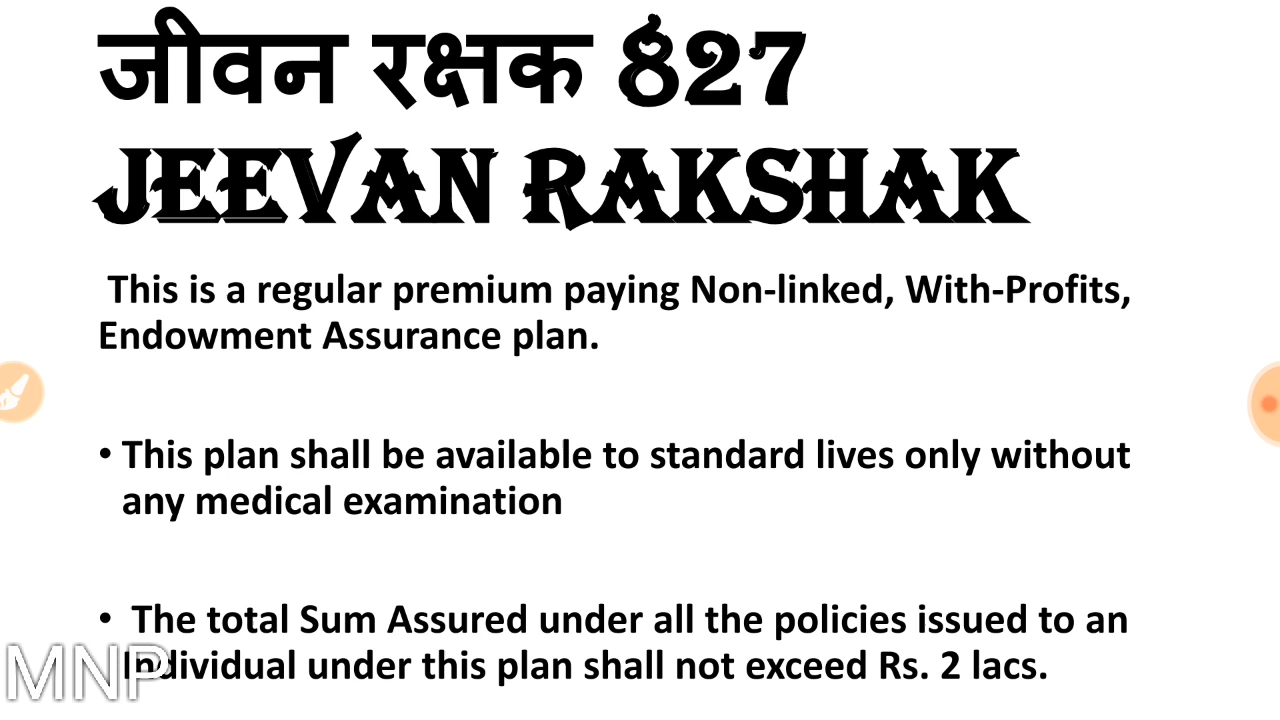 जीवन रक्षक 827
JEEVAN RAKSHAK
This is a regular premium paying Non-linked, With-Profits,
Endowment Assurance plan.
• This plan shall be available to standard lives only without
any medical examination
• The total Sum Assured under all the policies issued to an
individual under this plan shall not exceed Rs. 2 lacs.
MNP